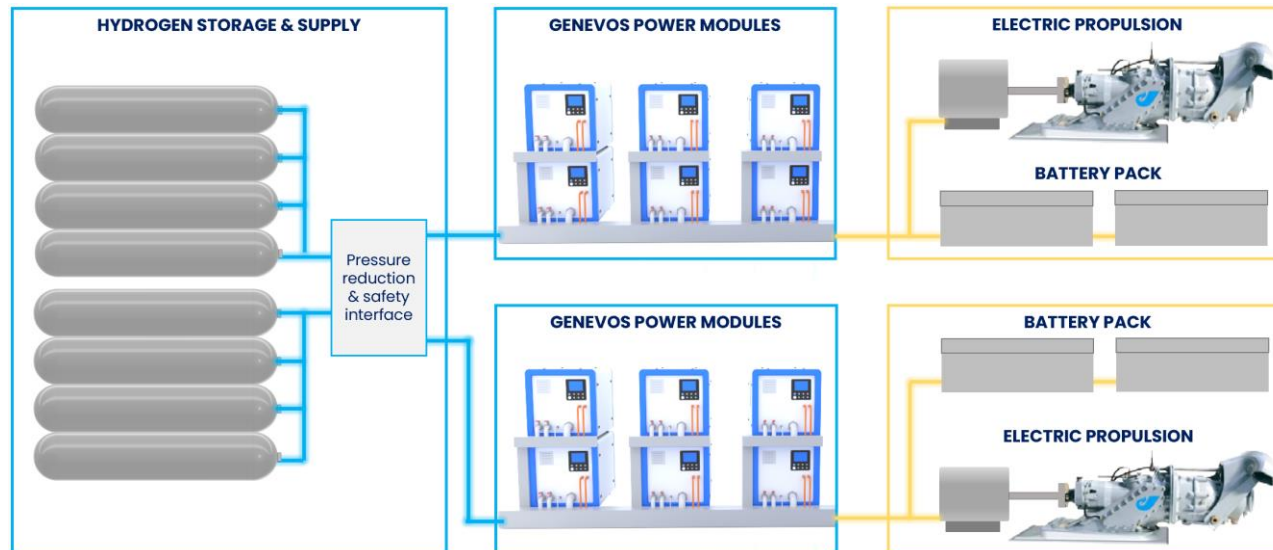 HYDROGEN STORAGE & SUPPLY
GENEVOS POWER MODULES
ELECTRIC PROPULSION
BATTERY PACK
Pressure
reduction
& safety
interface
GENEVOS POWER MODULES
BATTERY PACK
ELECTRIC PROPULSION